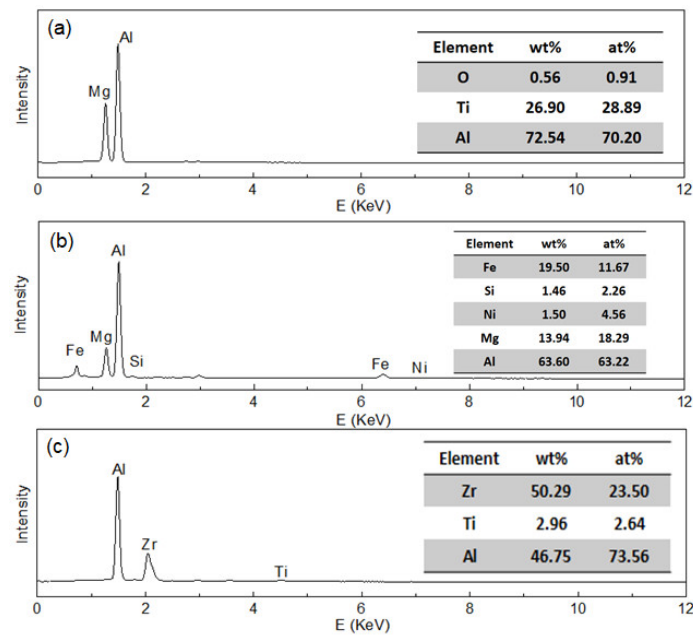 (a)
Al
Mg
Intensity
Element wt% at%
O 0.56 0.91
Ti 26.90 28.89
Al 72.54 70.20
0 2 4 6 8 10 12
E (KeV)
(b)
Al
Fe
Mg
Si
Fe
Ni
Intensity
Element wt% at%
Fe 19.50 11.67
Si 1.46 2.26
Ni 1.50 4.56
Mg 13.94 18.29
Al 63.60 63.22
0 2 4 6 8 10 12
E (KeV)
(c)
Al
Zr
Ti
Intensity
Element wt% at%
Zr 50.29 23.50
Ti 2.96 2.64
Al 46.75 73.56
0 2 4 6 8 10 12
E (KeV)